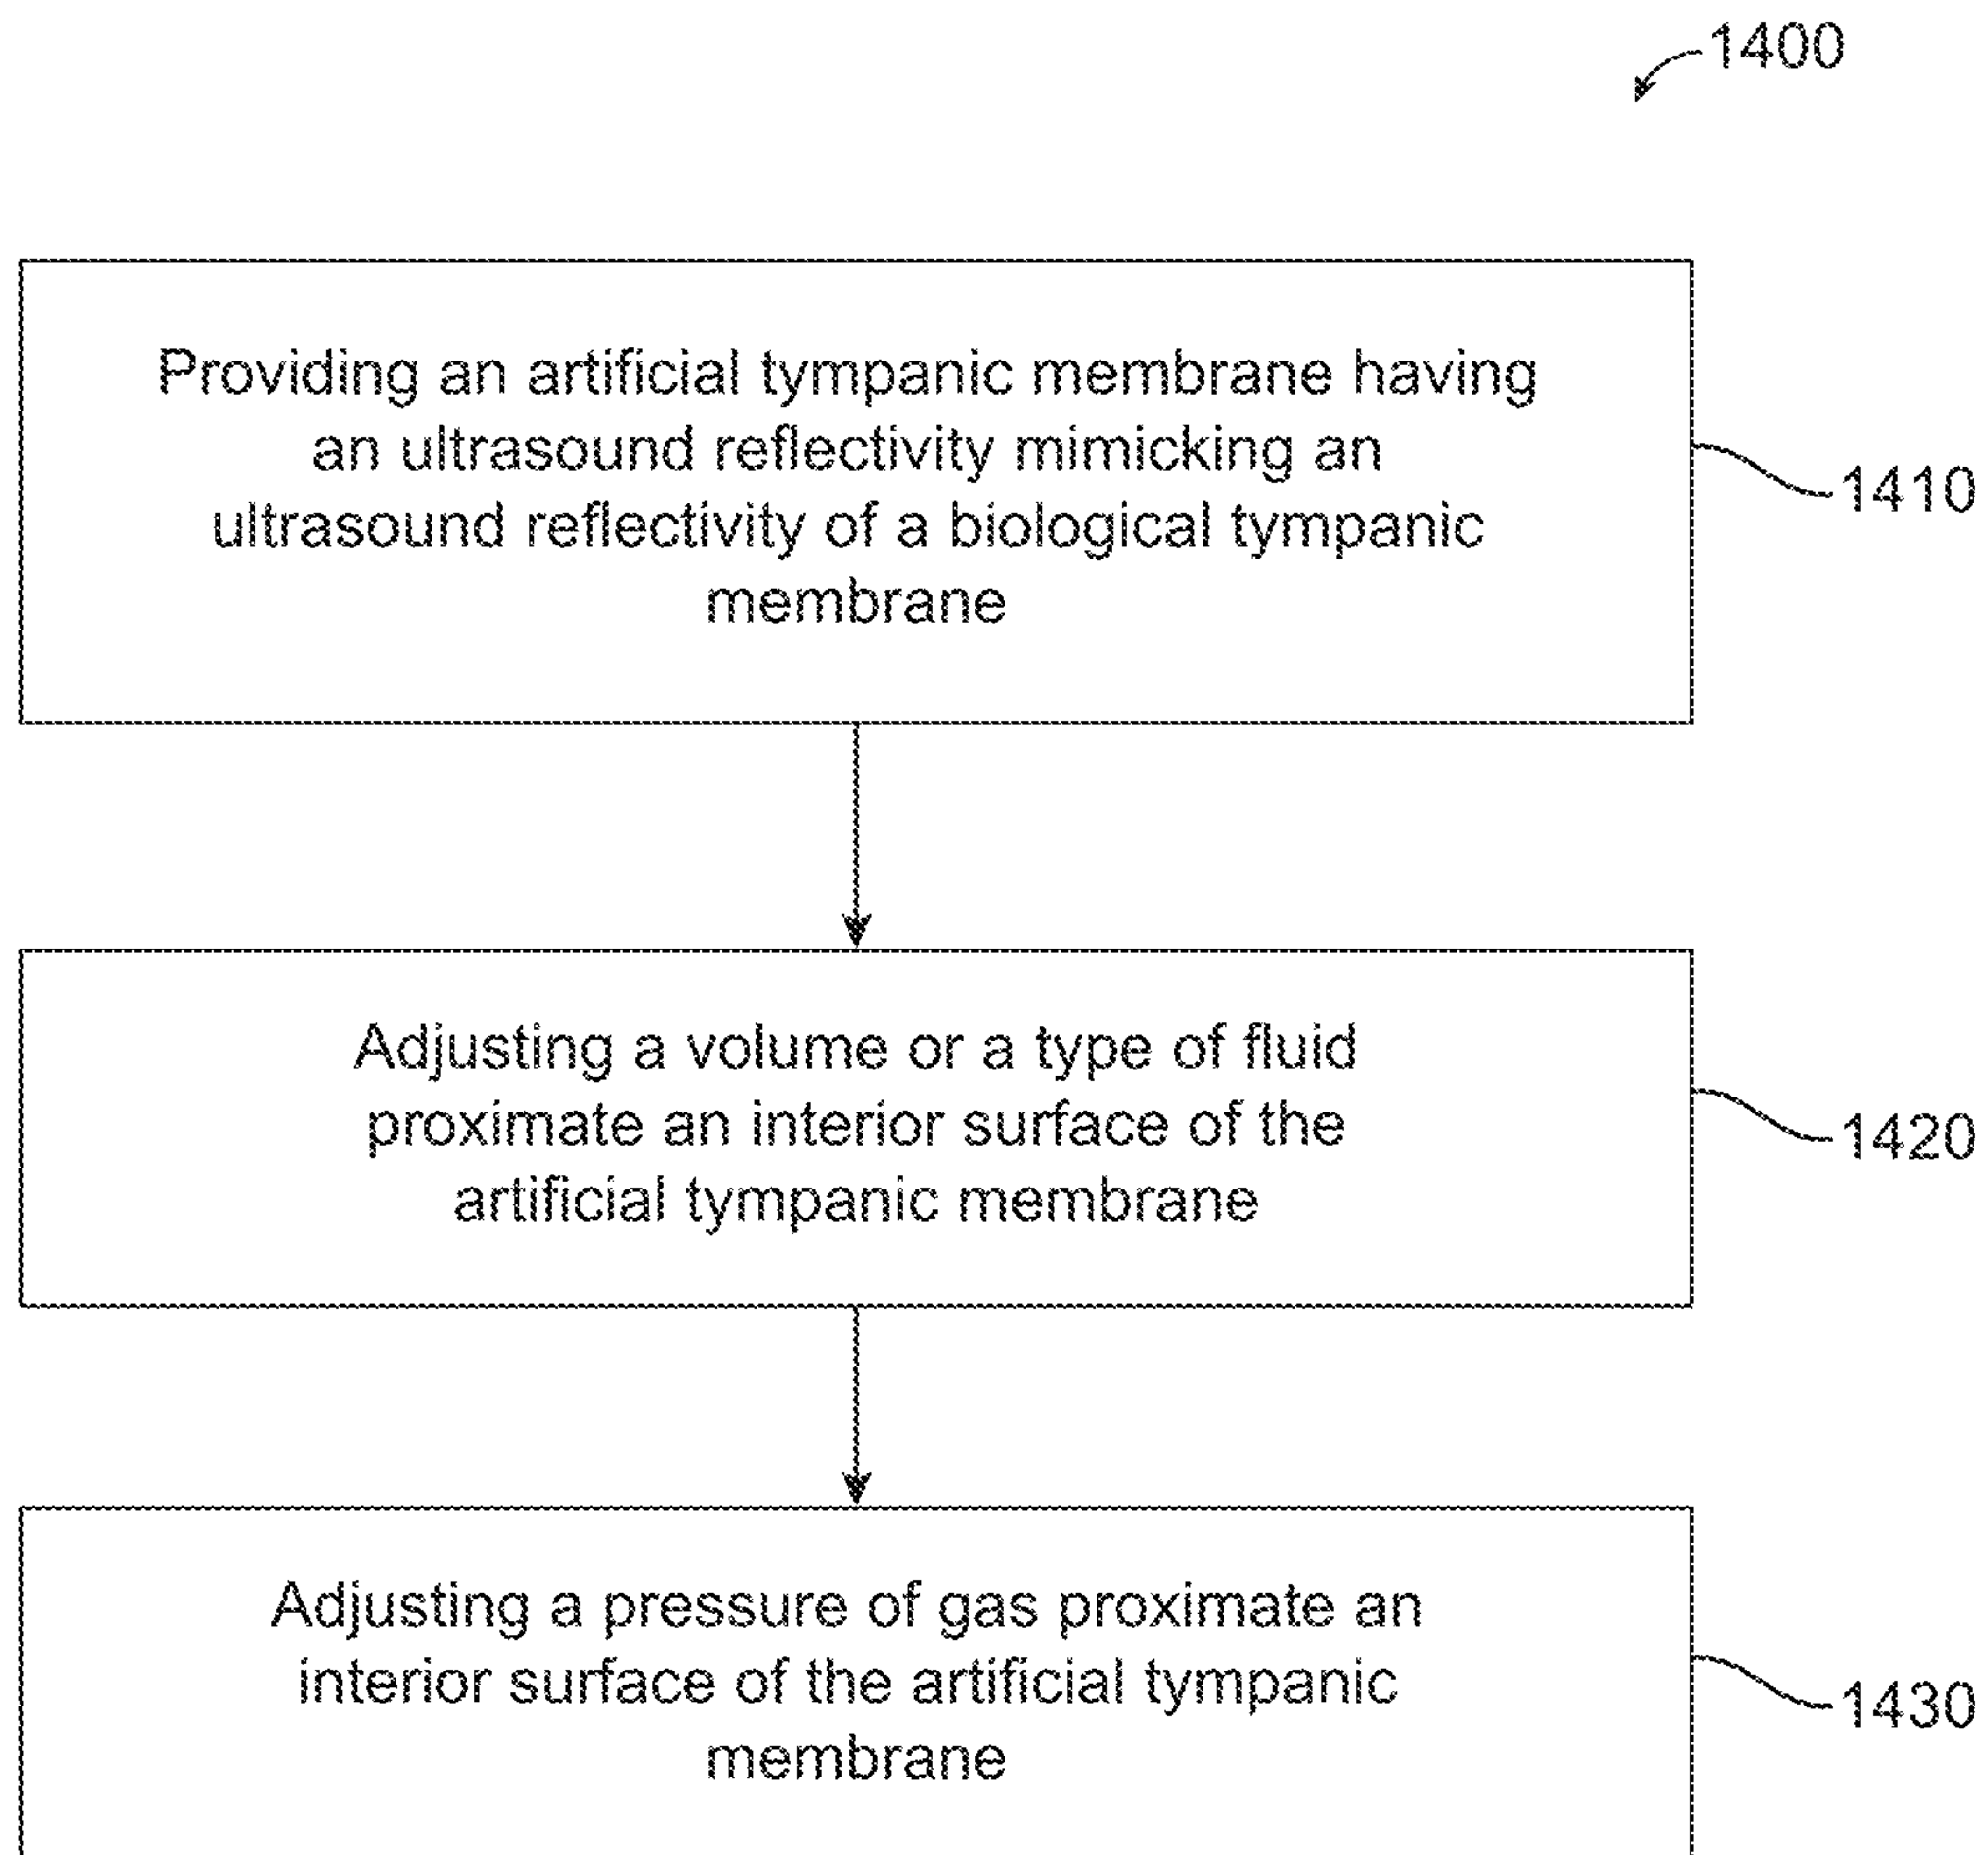 1400
Providing an artificial tympanic membrane having
an ultrasound reflectivity mimicking an
ultrasound reflectivity of a biological tympanic
membrane
1410
Adjusting a volume or a type of fluid
proximate an interior surface of the
artificial tympanic membrane
1420
Adjusting a pressure of gas proximate an
interior surface of the artificial tympanic
membrane
1430